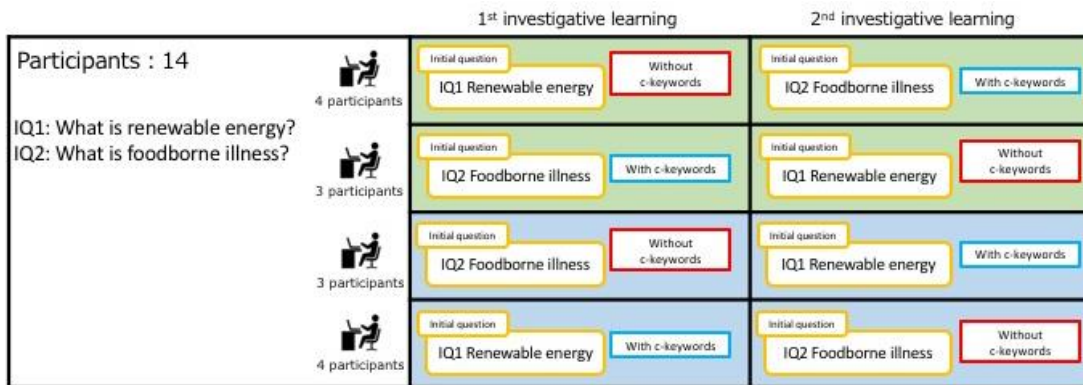 1st investigative learning
2nd investigative learning
Participants : 14
IQ1: What is renewable energy?
IQ2: What is foodborne illness?
4 participants
Initial question
IQ1 Renewable energy
Without
c-keywords
Initial question
IQ2 Foodborne illness
With c-keywords
3 participants
Initial question
IQ2 Foodborne illness
With c-keywords
Initial question
IQ1 Renewable energy
Without
c-keywords
3 participants
Initial question
IQ2 Foodborne illness
Without
c-keywords
Initial question
IQ1 Renewable energy
With c-keywords
4 participants
Initial question
IQ1 Renewable energy
With c-keywords
Initial question
IQ2 Foodborne illness
Without
c-keywords